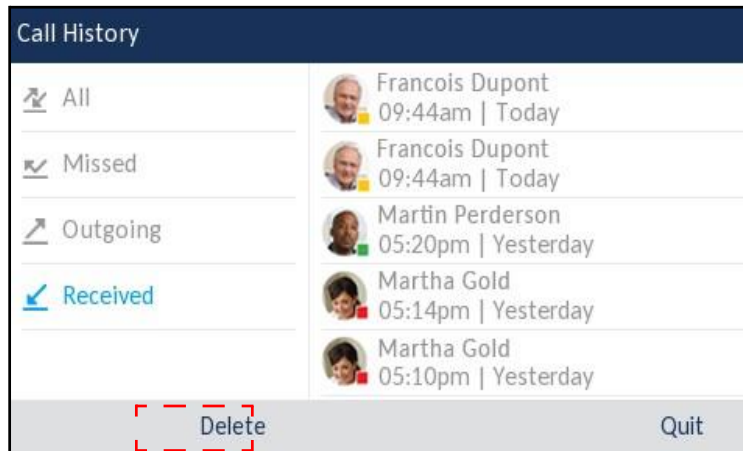 Call History
All
Missed
Outgoing
Received
Francois Dupont
09:44am | Today
Francois Dupont
09:44am | Today
Martin Perderson
05:20pm | Yesterday
Martha Gold
05:14pm | Yesterday
Martha Gold
05:10pm | Yesterday
Delete
Quit